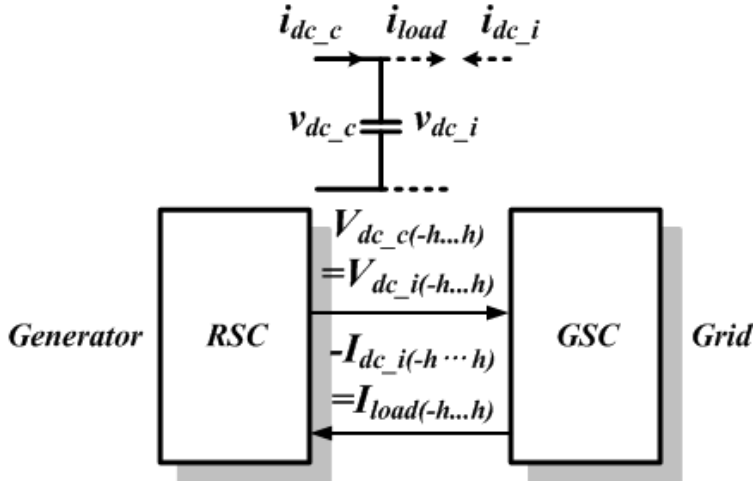 i_dc_c i_load i_dc_i
v_dc_c v_dc_i
V_dc_c(-h...h)
=V_dc_i(-h...h)
Generator RSC GSC Grid
-I_dc_i(-h···h)
=I_load(-h...h)